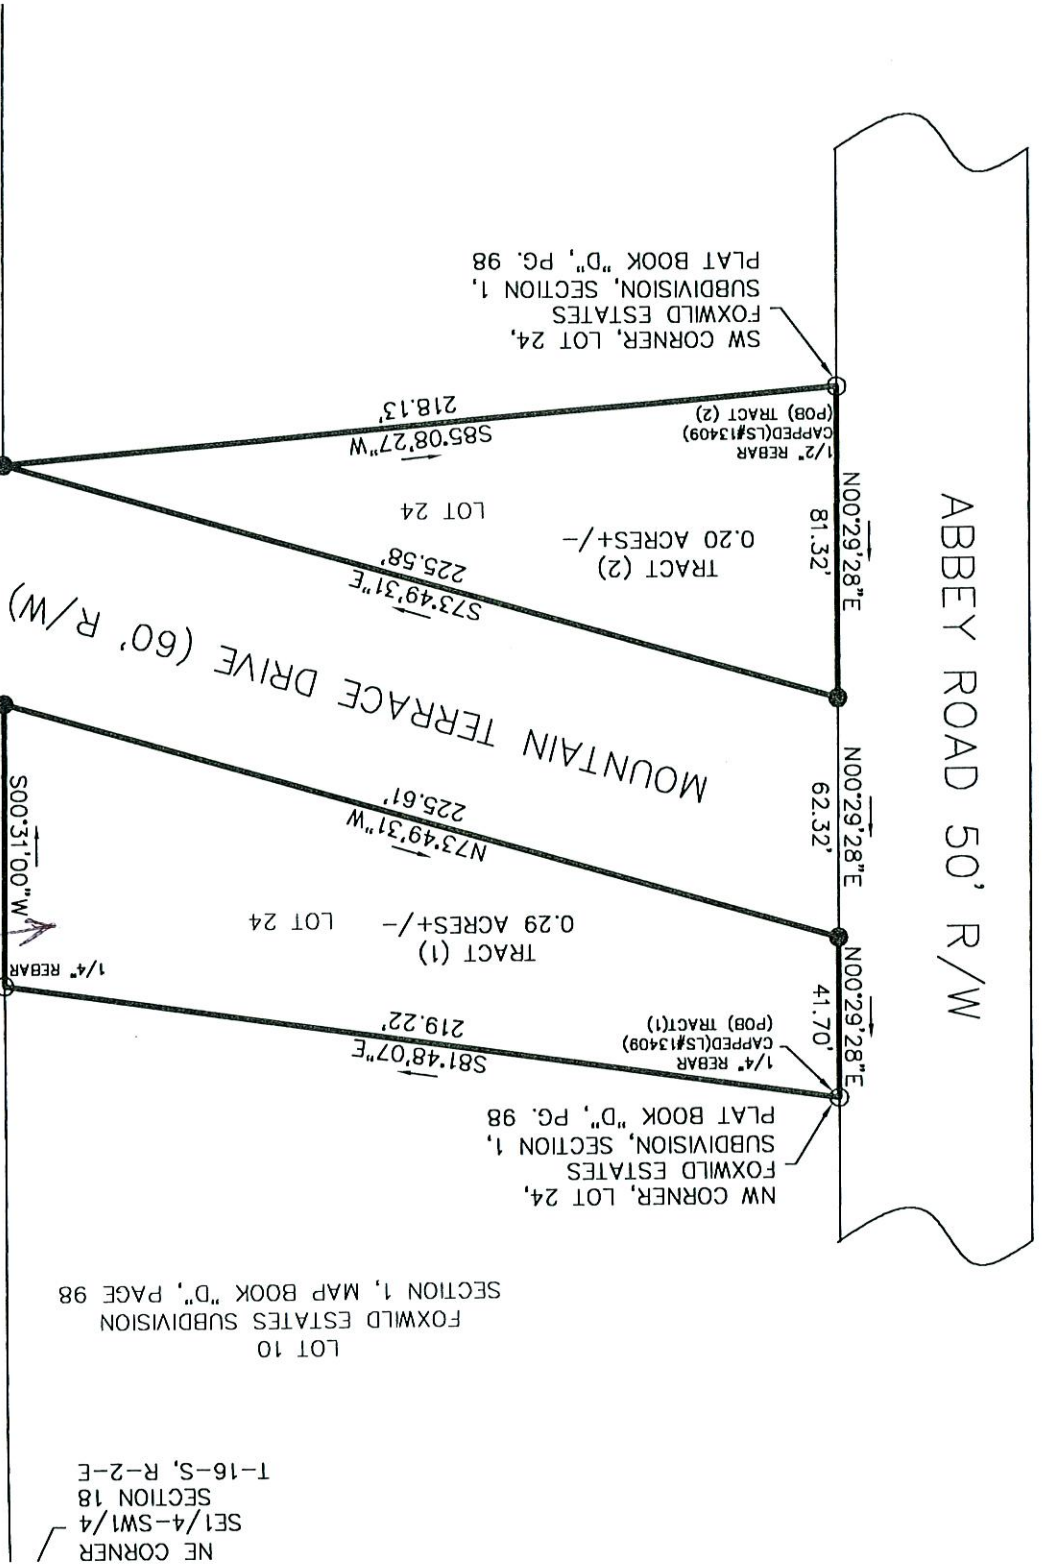 NE CORNER
SE1/4-SW1/4
SECTION 18
T-16-S, R-2-E
LOT 10
FOXWILD ESTATES SUBDIVISION
SECTION 1, MAP BOOK "D", PAGE 98
NW CORNER, LOT 24,
FOXWILD ESTATES
SUBDIVISION, SECTION 1,
PLAT BOOK "D", PG. 98
1/4" REBAR
CAPPED(LS#13409)
(POB) TRACT(1)
N00°29'28"E
41.70'
S81°48'07"E
219.22'
1/4" REBAR
S00°31'00"W
TRACT (1)
0.29 ACRES+/-
LOT 24
N73°49'31"W
225.61'
MOUNTAIN TERRACE DRIVE (60' R/W)
N00°29'28"E
62.32'
ABBEY ROAD 50' R/W
S73°49'31"E
225.58'
TRACT (2)
0.20 ACRES+/-
LOT 24
N00°29'28"E
81.32'
S85°08'27"W
218.13'
1/2" REBAR
CAPPED(LS#13409)
(POB) TRACT (2)
SW CORNER, LOT 24,
FOXWILD ESTATES
SUBDIVISION, SECTION 1,
PLAT BOOK "D", PG. 98